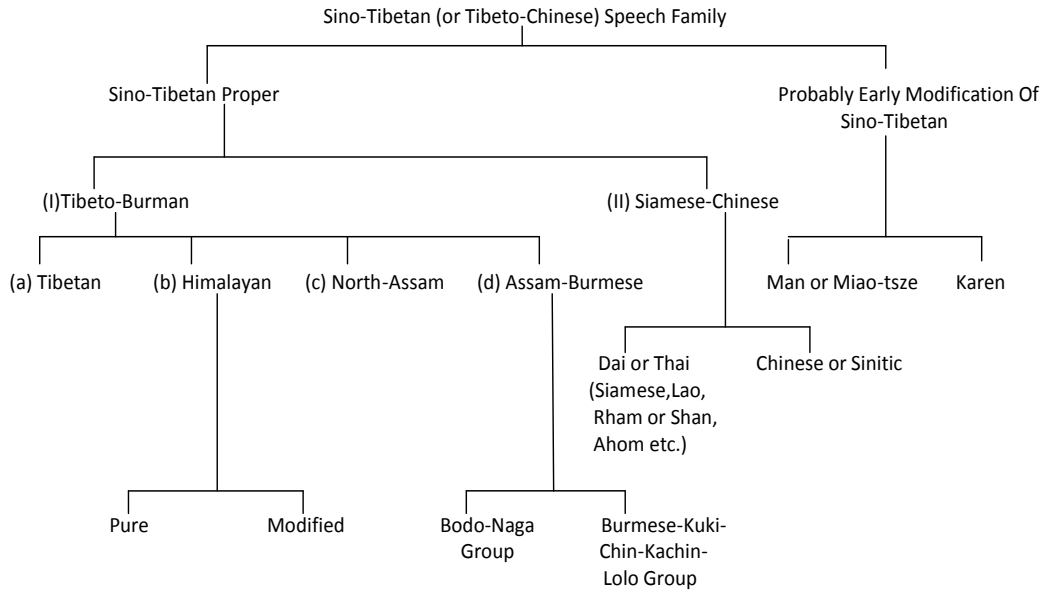 Sino-Tibetan (or Tibeto-Chinese) Speech Family
Sino-Tibetan Proper
Probably Early Modification Of
Sino-Tibetan
(I)Tibeto-Burman
(II) Siamese-Chinese
(a) Tibetan
(b) Himalayan
(c) North-Assam
(d) Assam-Burmese
Man or Miao-tsze
Karen
Dai or Thai
(Siamese,Lao,
Rham or Shan,
Ahom etc.)
Chinese or Sinitic
Pure
Modified
Bodo-Naga
Group
Burmese-Kuki-
Chin-Kachin-
Lolo Group